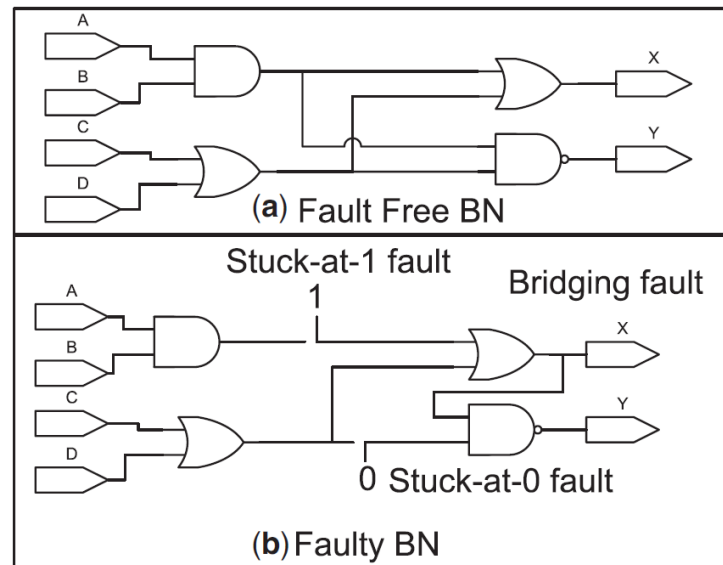 A
B
C
D
X
Y
(a) Fault Free BN
Stuck-at-1 fault
1
Bridging fault
A
B
C
D
X
Y
0 Stuck-at-0 fault
(b) Faulty BN